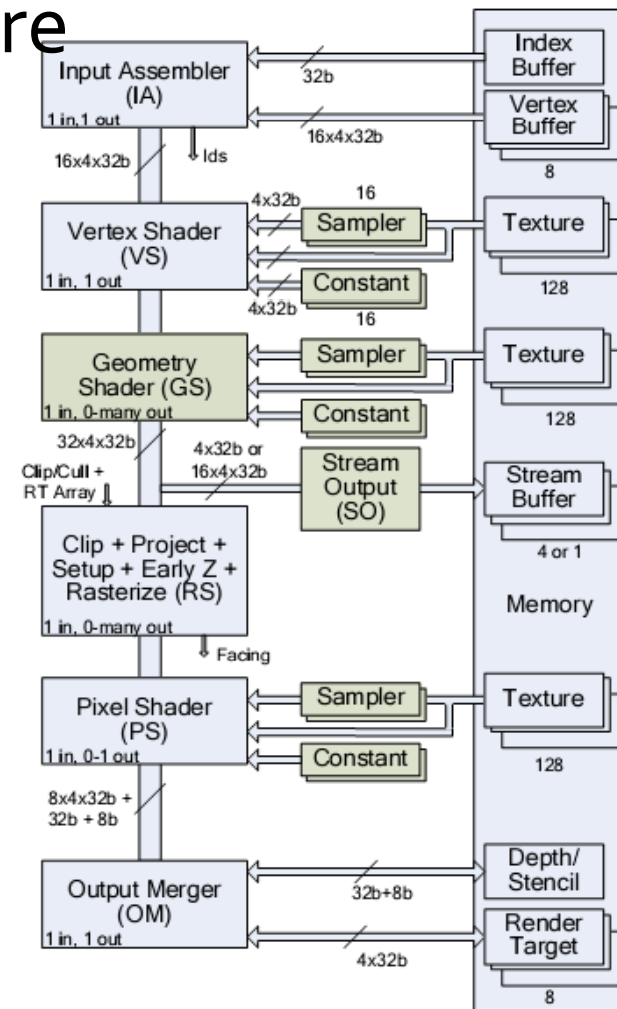 re
Input Assembler
(IA)
1 in,1 out
32b
Index
Buffer
16x4x32b
Vertex
Buffer
8
16x4x32b
Ids
Vertex Shader
(VS)
1 in, 1 out
4x32b
16
Sampler
Texture
128
4x32b
Constant
16
Geometry
Shader (GS)
1 in, 0-many out
Sampler
Texture
128
Constant
32x4x32b
4x32b or
16x4x32b
Stream
Output
(SO)
Stream
Buffer
4 or 1
Clip/Cull +
RT Array
Clip + Project +
Setup + Early Z +
Rasterize (RS)
1 in, 0-many out
Memory
Facing
Pixel Shader
(PS)
1 in, 0-1 out
Sampler
Texture
128
Constant
8x4x32b +
32b + 8b
Output Merger
(OM)
1 in, 1 out
32b+8b
Depth/
Stencil
4x32b
Render
Target
8